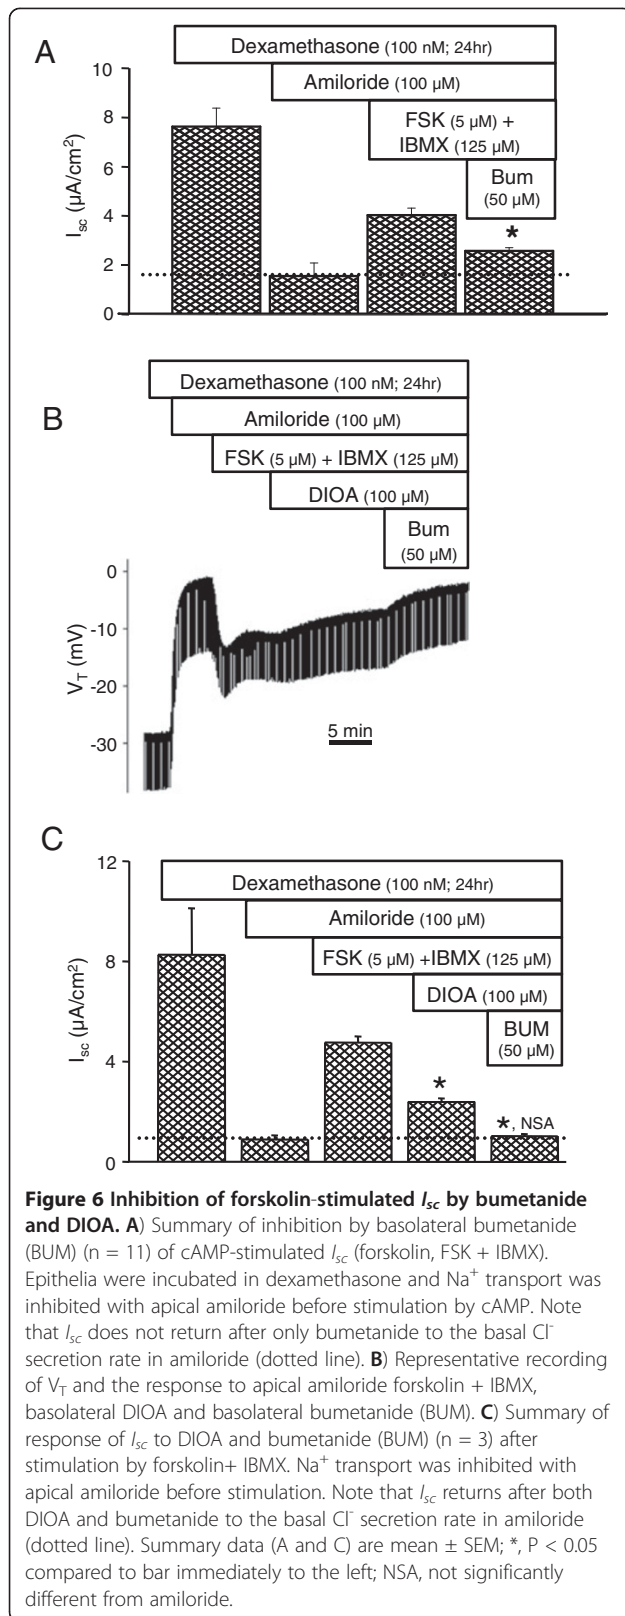 A
Dexamethasone (100 nM; 24hr)
Amiloride (100 µM)
FSK (5 µM) +
IBMX (125 µM)
Bum
(50 µM)
*
10
8
6
4
2
0
Isc (µA/cm²)
B
Dexamethasone (100 nM; 24hr)
Amiloride (100 µM)
FSK (5 µM) + IBMX (125 µM)
DIOA (100 µM)
Bum
(50 µM)
0
-10
-20
-30
VT (mV)
5 min
C
Dexamethasone (100 nM; 24hr)
Amiloride (100 µM)
FSK (5 µM) +IBMX (125 µM)
DIOA (100 µM)
BUM
(50 µM)
*
*, NSA
12
8
4
0
Isc (µA/cm²)
Figure 6 Inhibition of forskolin-stimulated Isc by bumetanide
and DIOA. A) Summary of inhibition by basolateral bumetanide
(BUM) (n = 11) of cAMP-stimulated Isc (forskolin, FSK + IBMX).
Epithelia were incubated in dexamethasone and Na⁺ transport was
inhibited with apical amiloride before stimulation by cAMP. Note
that Isc does not return after only bumetanide to the basal Cl⁻
secretion rate in amiloride (dotted line). B) Representative recording
of VT and the response to apical amiloride forskolin + IBMX,
basolateral DIOA and basolateral bumetanide (BUM). C) Summary of
response of Isc to DIOA and bumetanide (BUM) (n = 3) after
stimulation by forskolin+ IBMX. Na⁺ transport was inhibited with
apical amiloride before stimulation. Note that Isc returns after both
DIOA and bumetanide to the basal Cl⁻ secretion rate in amiloride
(dotted line). Summary data (A and C) are mean ± SEM; *, P < 0.05
compared to bar immediately to the left; NSA, not significantly
different from amiloride.